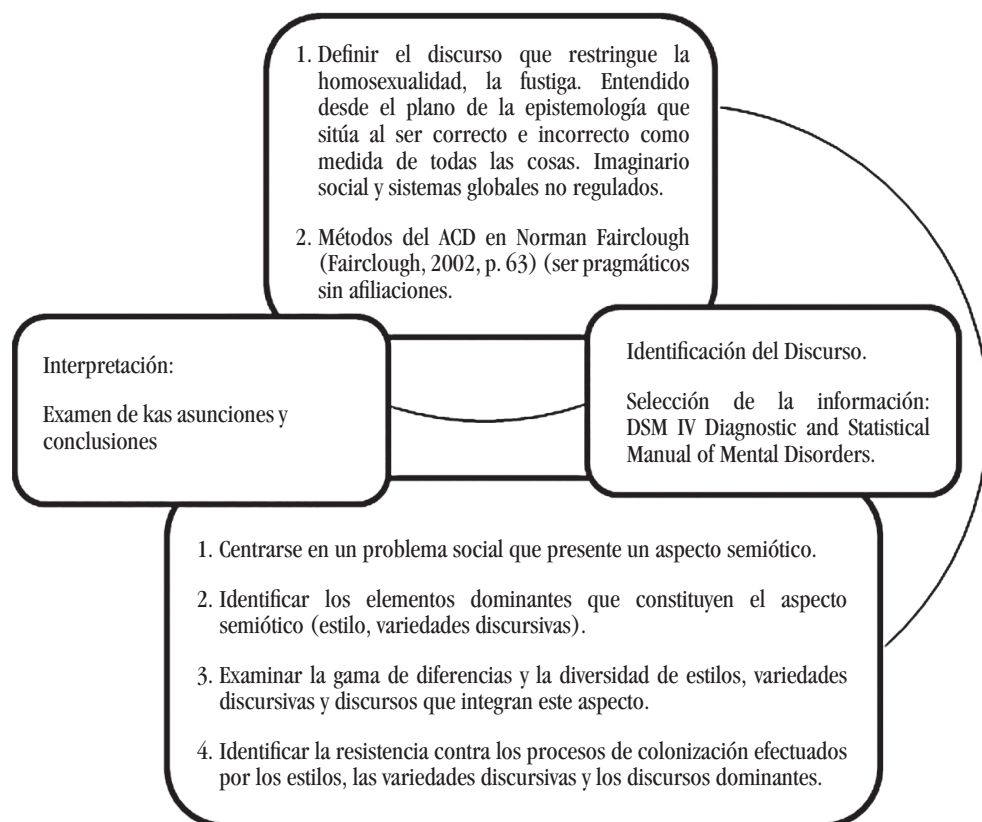 1. Definir el discurso que restringue la
homosexualidad, la fustiga. Entendido
desde el plano de la epistemología que
sitúa al ser correcto e incorrecto como
medida de todas las cosas. Imaginario
social y sistemas globales no regulados.
2. Métodos del ACD en Norman Fairclough
(Fairclough, 2002, p. 63) (ser pragmáticos
sin afiliaciones.
Interpretación:
Examen de kas asunciones y
conclusiones
Identificación del Discurso.
Selección de la información:
DSM IV Diagnostic and Statistical
Manual of Mental Disorders.
1. Centrarse en un problema social que presente un aspecto semiótico.
2. Identificar los elementos dominantes que constituyen el aspecto
semiótico (estilo, variedades discursivas).
3. Examinar la gama de diferencias y la diversidad de estilos, variedades
discursivas y discursos que integran este aspecto.
4. Identificar la resistencia contra los procesos de colonización efectuados
por los estilos, las variedades discursivas y los discursos dominantes.